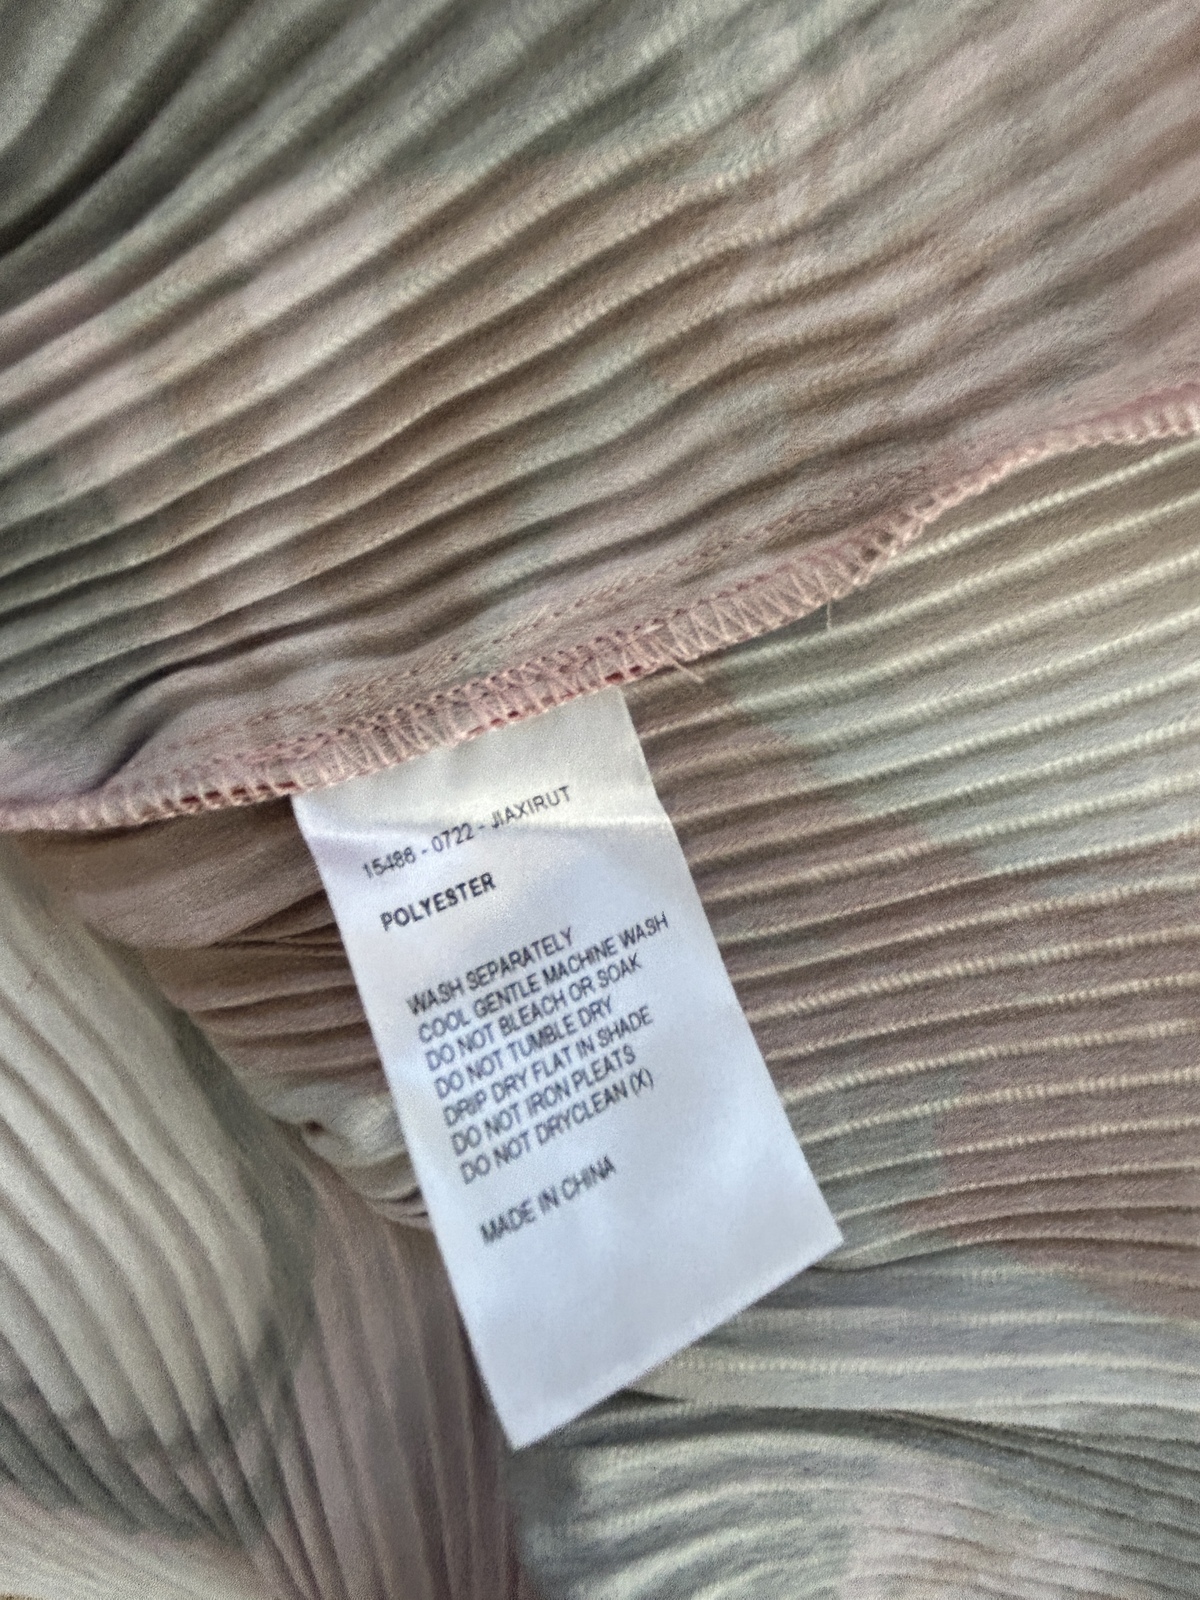 15486 - 0722 - JIAXIRUT
POLYESTER
WASH SEPARATELY
COOL GENTLE MACHINE WASH
DO NOT BLEACH OR SOAK
DO NOT TUMBLE DRY
DRIP DRY FLAT IN SHADE
DO NOT IRON PLEATS
DO NOT DRYCLEAN (X)
MADE IN CHINA